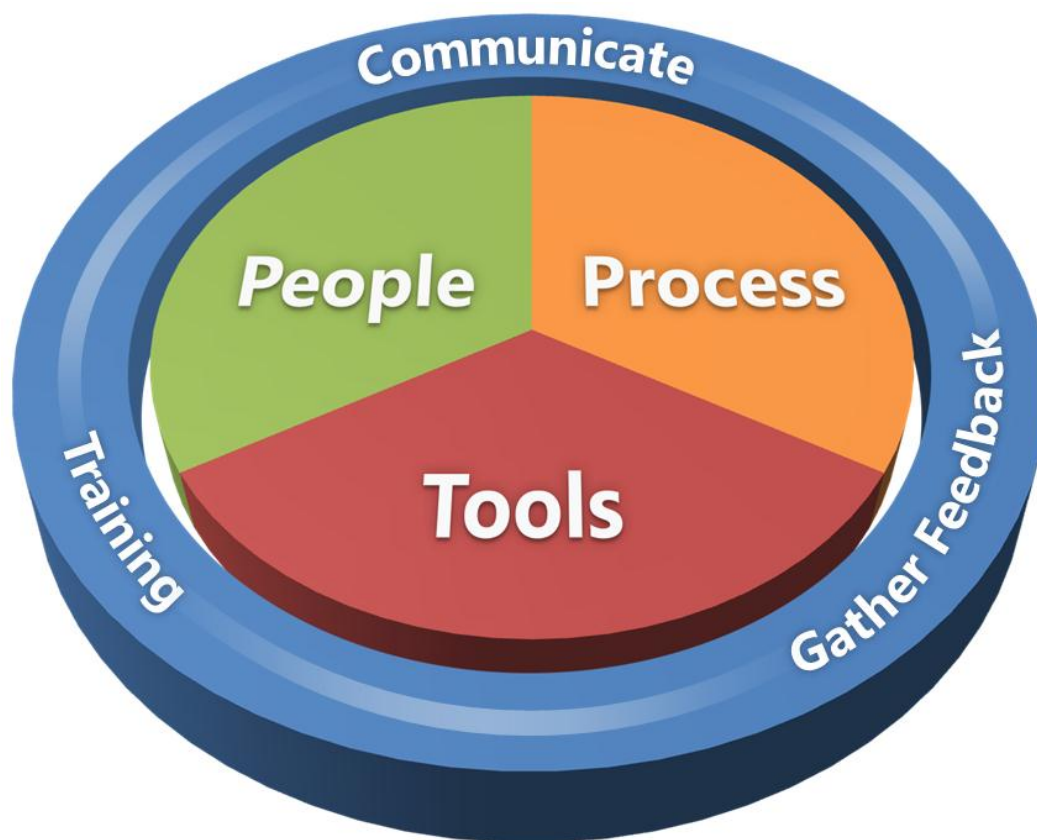 Communicate
People
Process
Tools
Training
Gather Feedback